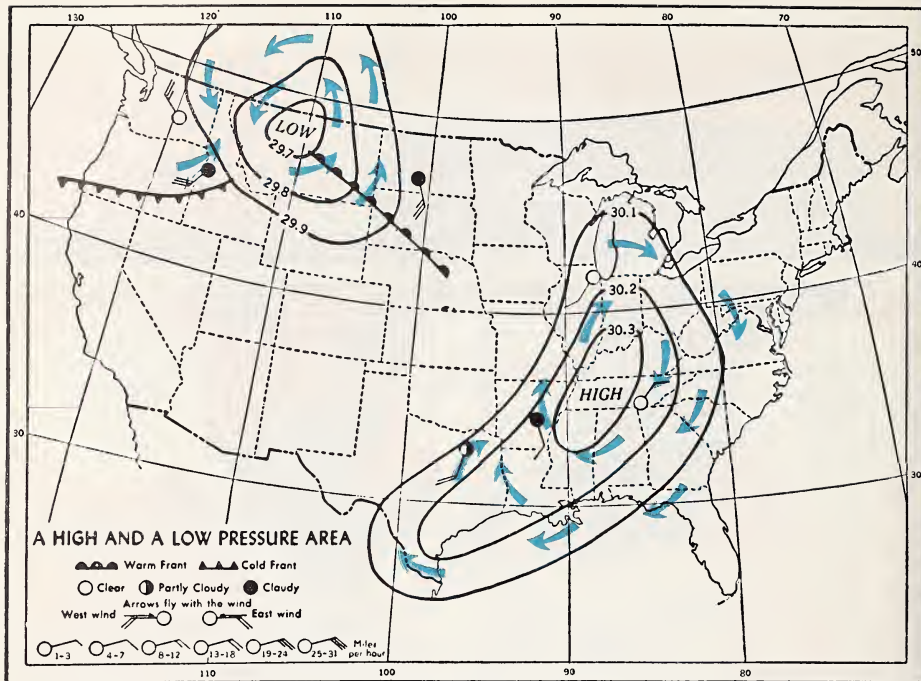 130
120°
110
100
90
80
70
50
LOW
29.7
29.8
29.9
40
30.1
30.2
40
30.3
HIGH
30
30
A HIGH AND A LOW PRESSURE AREA
Warm Frant Cold Frant
Clear Partly Cloudy Claudy
Arrows fly with the wind
West wind East wind
1-3 4-7 8-12 13-18 19-24 25-31 Miles per hour
110
100
90
80